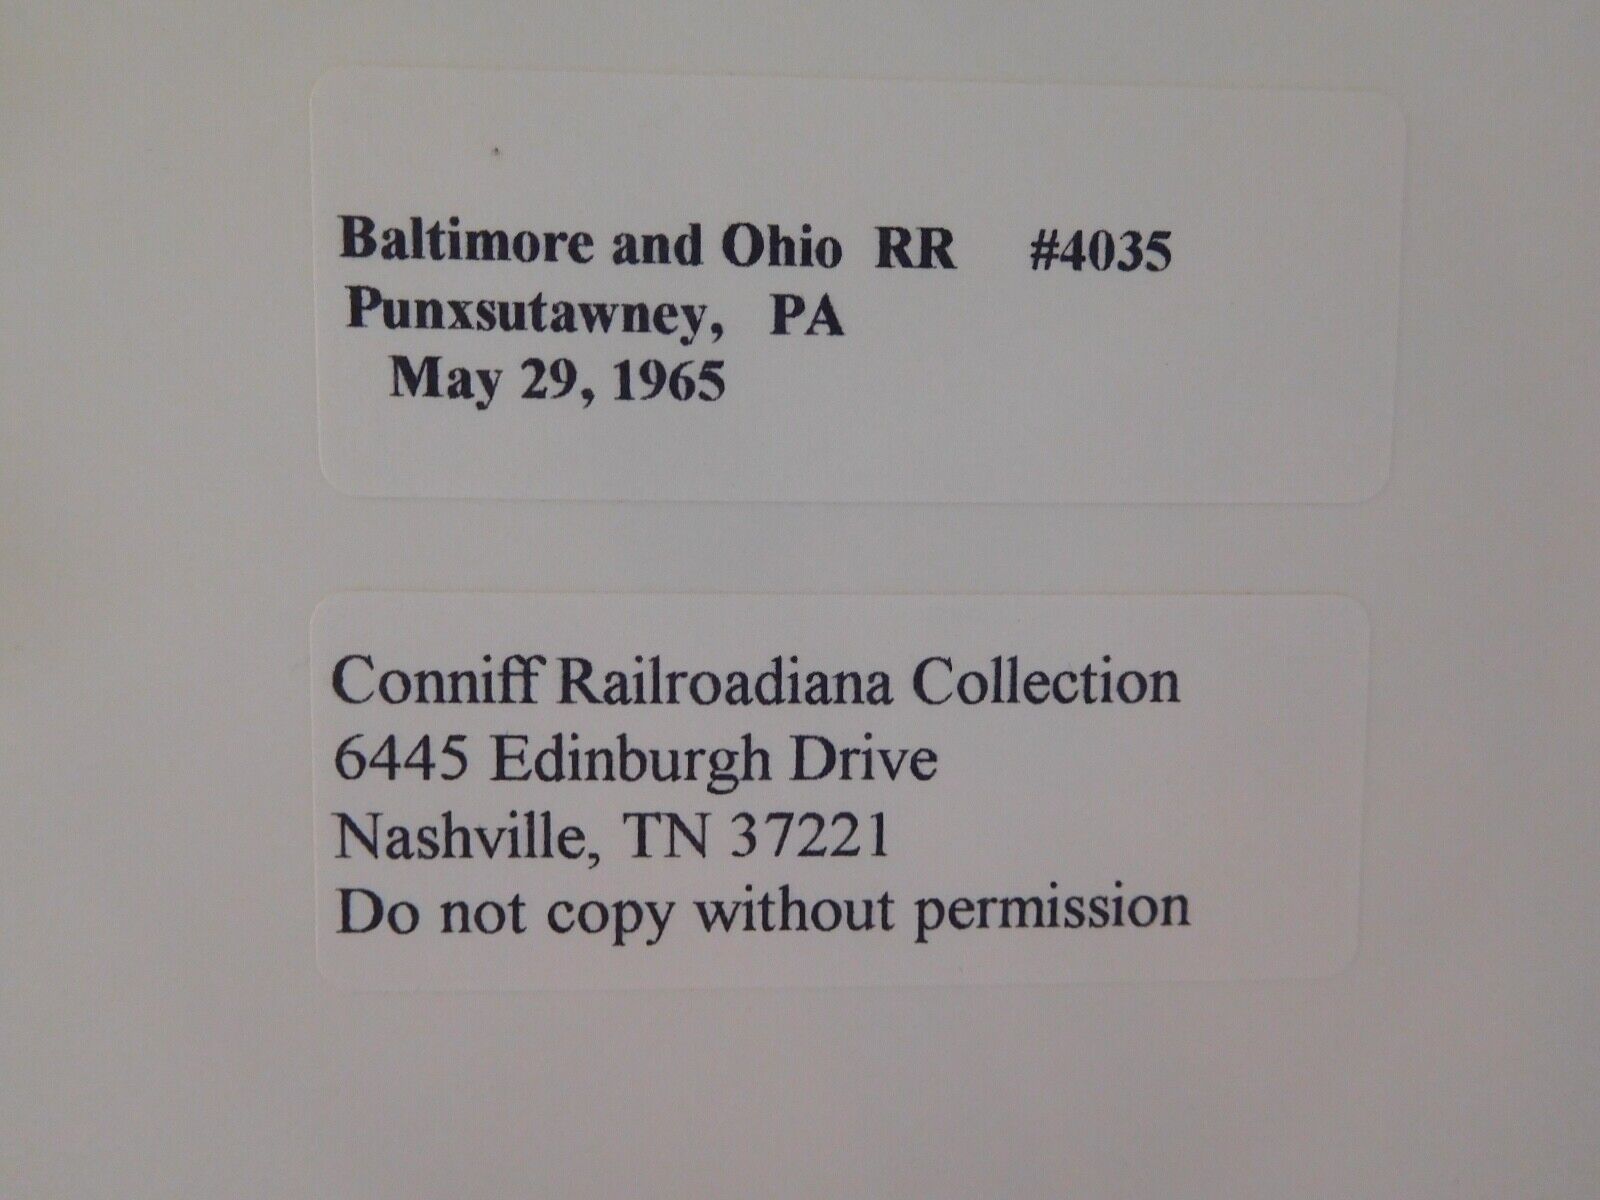 Baltimore and Ohio RR #4035
Punxsutawney, PA
May 29, 1965
Conniff Railroadiana Collection
6445 Edinburgh Drive
Nashville, TN 37221
Do not copy without permission